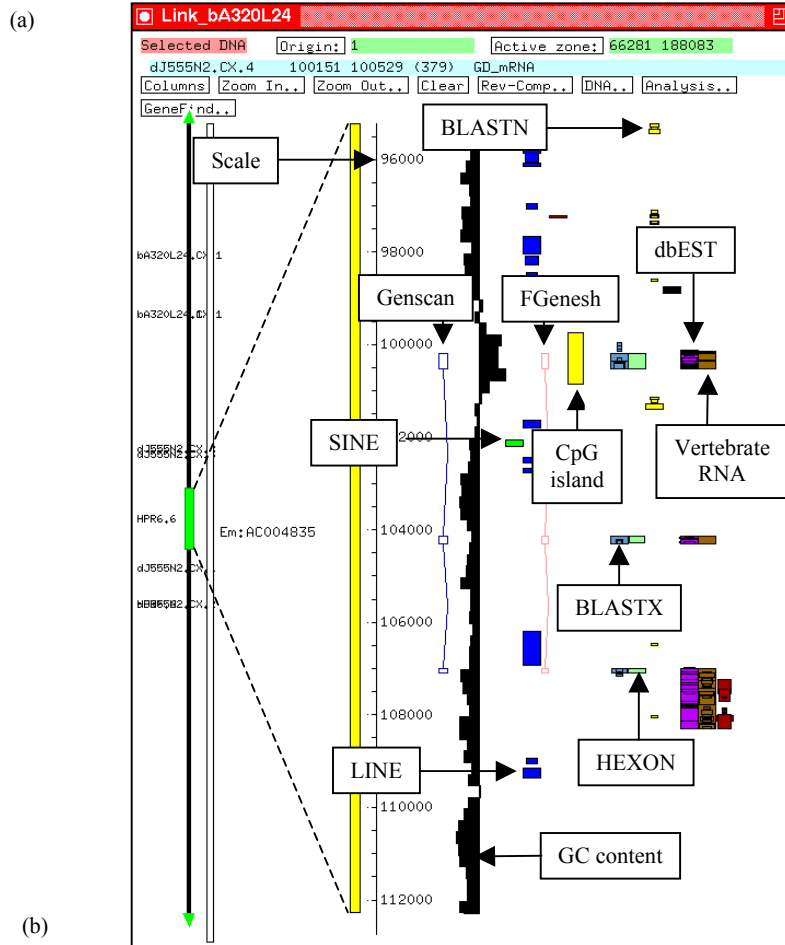 (a)
Link_bA320L24
Selected DNA Origin: 1 Active zone: 66281 188083
dJ555N2.CX.4 100151 100529 (379) GD_mRNA
Columns Zoom In.. Zoom Out.. Clear Rev-Comp.. DNA.. Analysis..
GeneFind..
BLASTN
Scale
96000
dbEST
98000
bA320L24.CX.1
Genscan
FGenesh
100000
SINE
CpG
island
Vertebrate
RNA
HPR6.6
Em:AC004835
104000
BLASTX
106000
108000
HEXON
LINE
110000
GC content
112000
(b)